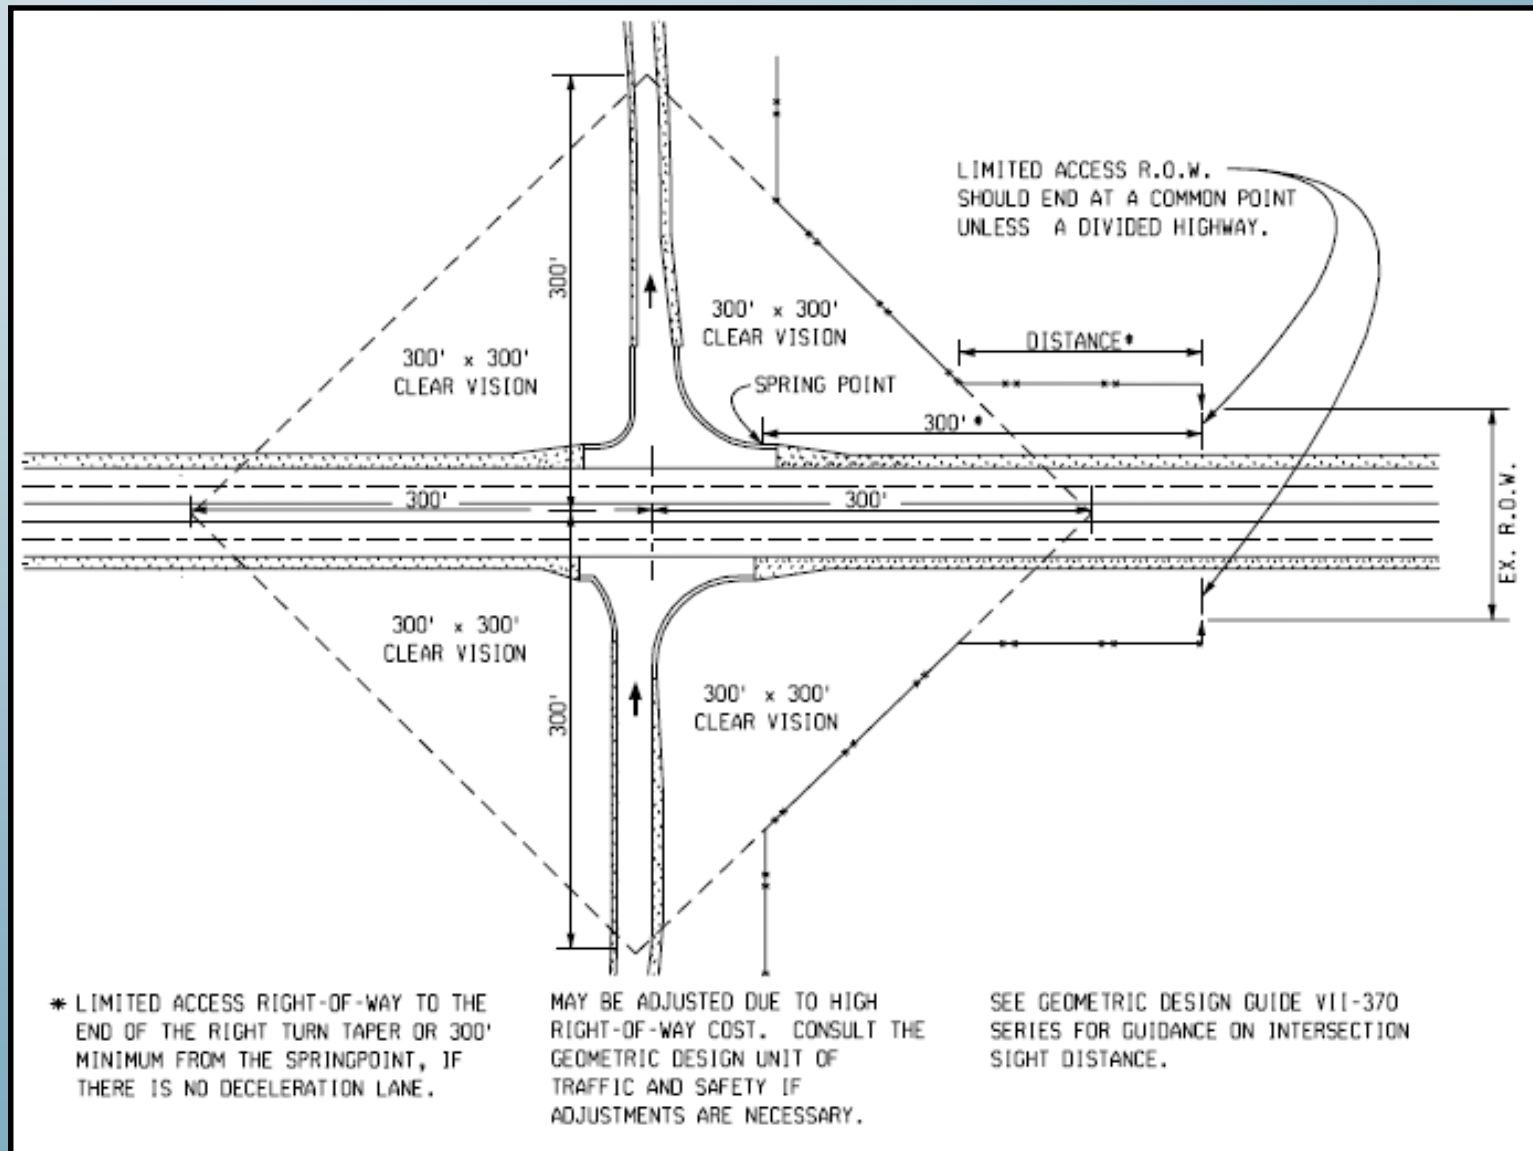 LIMITED ACCESS R.O.W.
SHOULD END AT A COMMON POINT
UNLESS A DIVIDED HIGHWAY.
300'
300' x 300'
CLEAR VISION
300' x 300'
CLEAR VISION
DISTANCE*
SPRING POINT
300'*
300'
300'
EX. R.O.W.
300' x 300'
CLEAR VISION
300' x 300'
CLEAR VISION
300'
* LIMITED ACCESS RIGHT-OF-WAY TO THE
END OF THE RIGHT TURN TAPER OR 300'
MINIMUM FROM THE SPRINGPOINT, IF
THERE IS NO DECELERATION LANE.
MAY BE ADJUSTED DUE TO HIGH
RIGHT-OF-WAY COST. CONSULT THE
GEOMETRIC DESIGN UNIT OF
TRAFFIC AND SAFETY IF
ADJUSTMENTS ARE NECESSARY.
SEE GEOMETRIC DESIGN GUIDE VII-370
SERIES FOR GUIDANCE ON INTERSECTION
SIGHT DISTANCE.